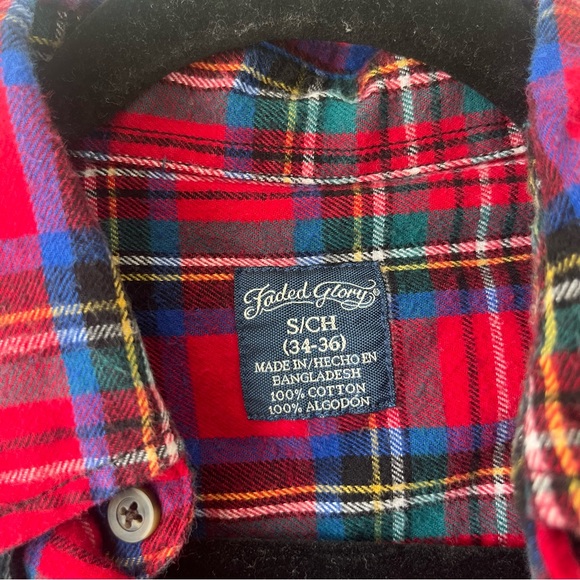 Faded Glory®
S/CH
(34-36)
MADE IN/HECHO EN
BANGLADESH
100% COTTON
100% ALGODÓN